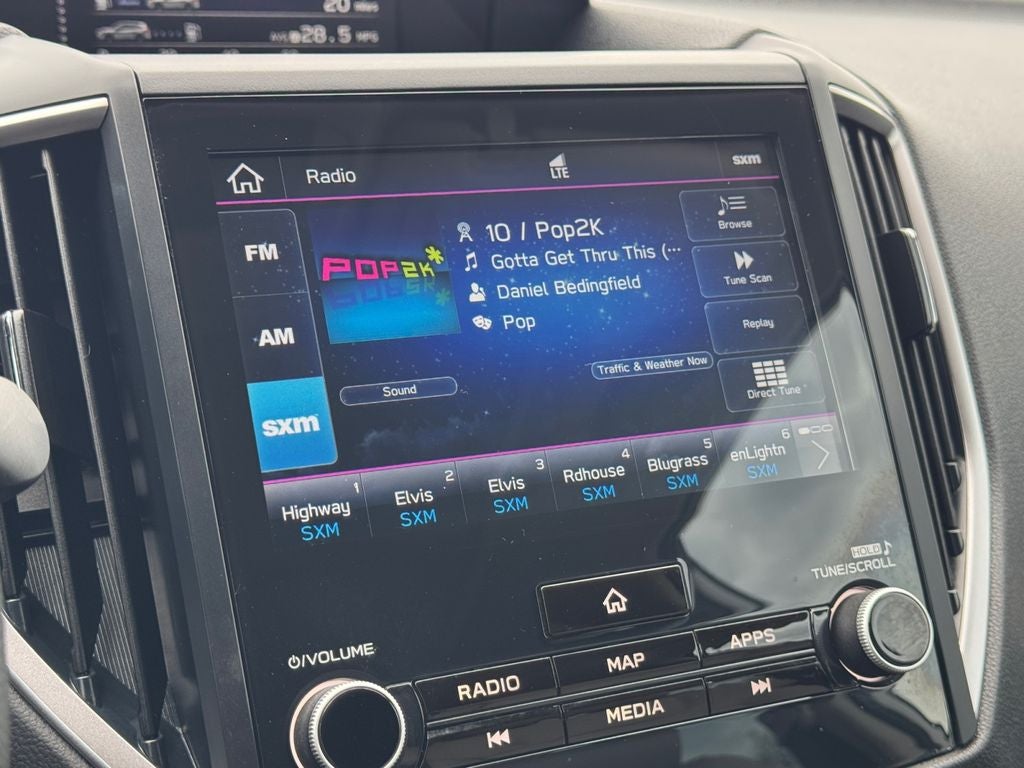 20 miles
28.5 MPG
Radio
LTE
sxm
FM
AM
sxm
POP2K
10 / Pop2K
Gotta Get Thru This (···
Daniel Bedingfield
Pop
Browse
Tune Scan
Replay
Direct Tune
Sound
Traffic & Weather Now
1
Highway
SXM
2
Elvis
SXM
3
Elvis
SXM
4
Rdhouse
SXM
5
Blugrass
SXM
6
enLightn
SXM
HOLD
TUNE/SCROLL
/VOLUME
RADIO
MAP
APPS
MEDIA